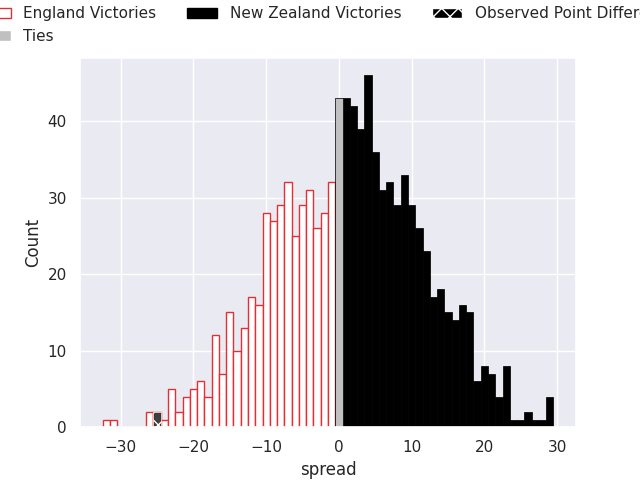 England Victories New Zealand Victories Observed Point
Ties
40
30
20
10
0
Count
−30 −20 −10 0 10 20 30
spread